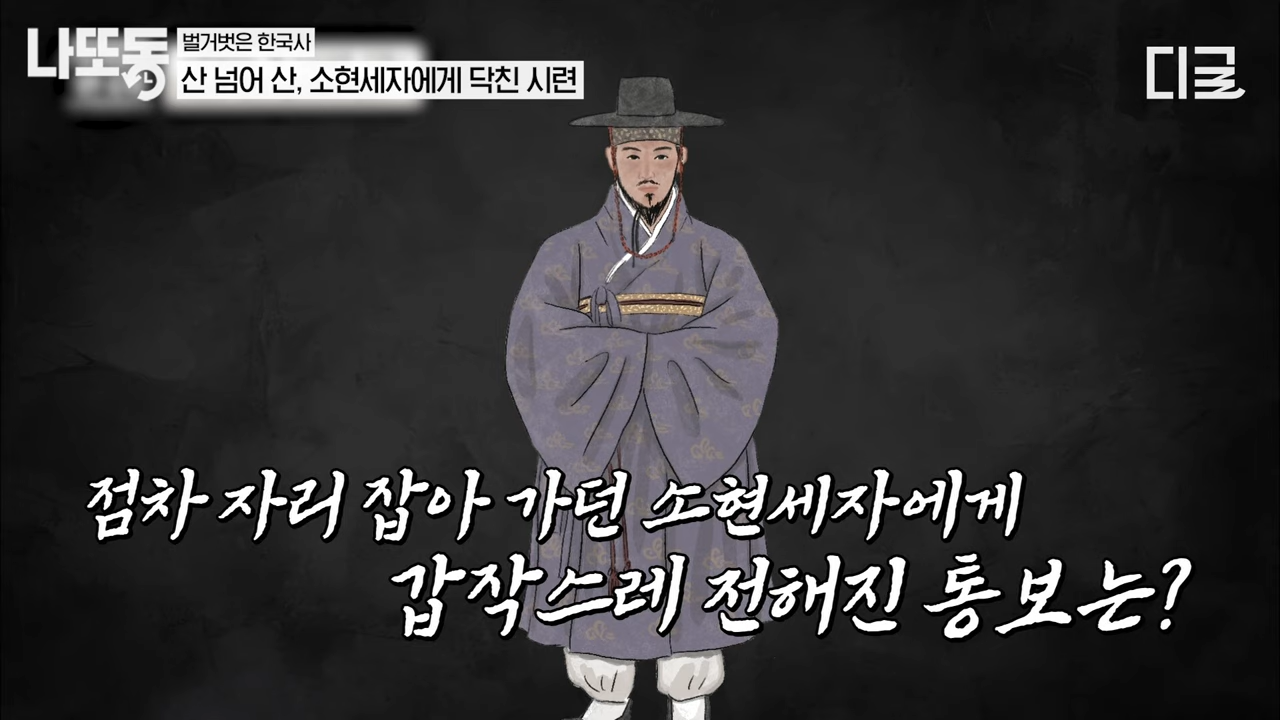 나또동
벌거벗은 한국사
산 넘어 산, 소현세자에게 닥친 시련
디글
점차 자리 잡아 가던 소현세자에게
갑작스레 전해진 통보는?